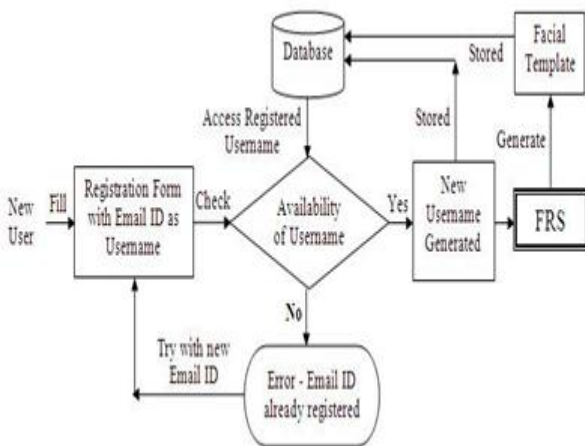 Database
Facial
Template
Stored
Access Registered
Username
Stored
Generate
New
User
Fill
Registration Form
with Email ID as
Username
Check
Availability
of Username
Yes
New
Username
Generated
FRS
No
Try with new
Email ID
Error - Email ID
already registered